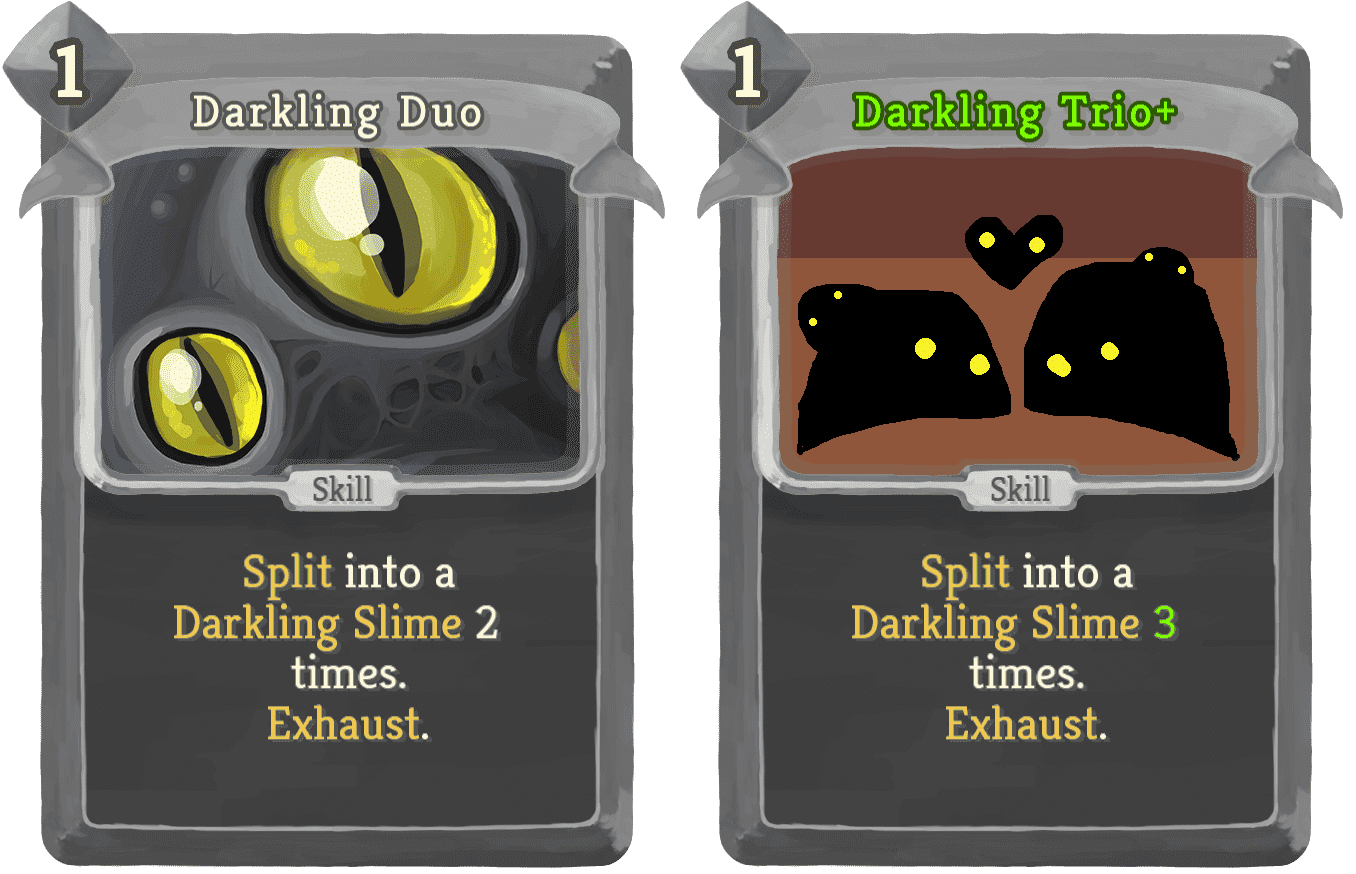 1
Darkling Duo
Skill
Split into a
Darkling Slime 2
times.
Exhaust.
1
Darkling Trio+
Skill
Split into a
Darkling Slime 3
times.
Exhaust.